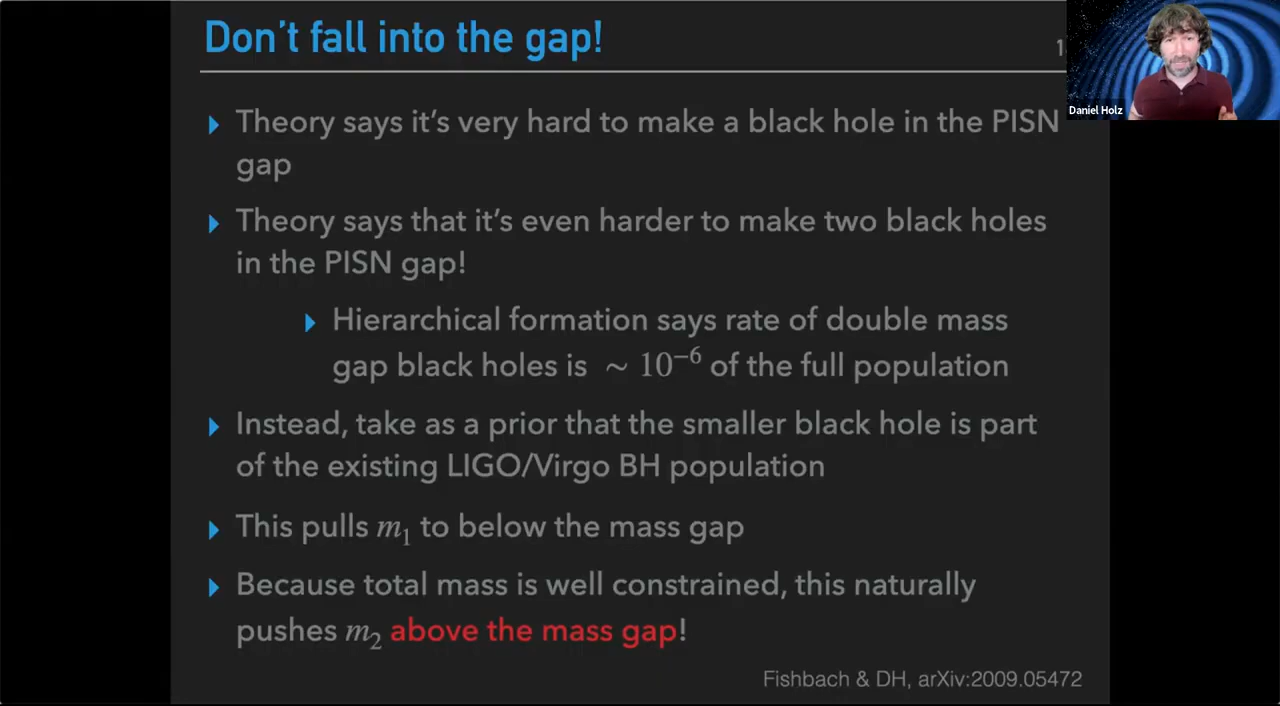 Don't fall into the gap!
1
Daniel Holz
Theory says it's very hard to make a black hole in the PISN
gap
Theory says that it's even harder to make two black holes
in the PISN gap!
Hierarchical formation says rate of double mass
gap black holes is ∼ 10⁻⁶ of the full population
Instead, take as a prior that the smaller black hole is part
of the existing LIGO/Virgo BH population
This pulls m₁ to below the mass gap
Because total mass is well constrained, this naturally
pushes m₂ above the mass gap!
Fishbach & DH, arXiv:2009.05472